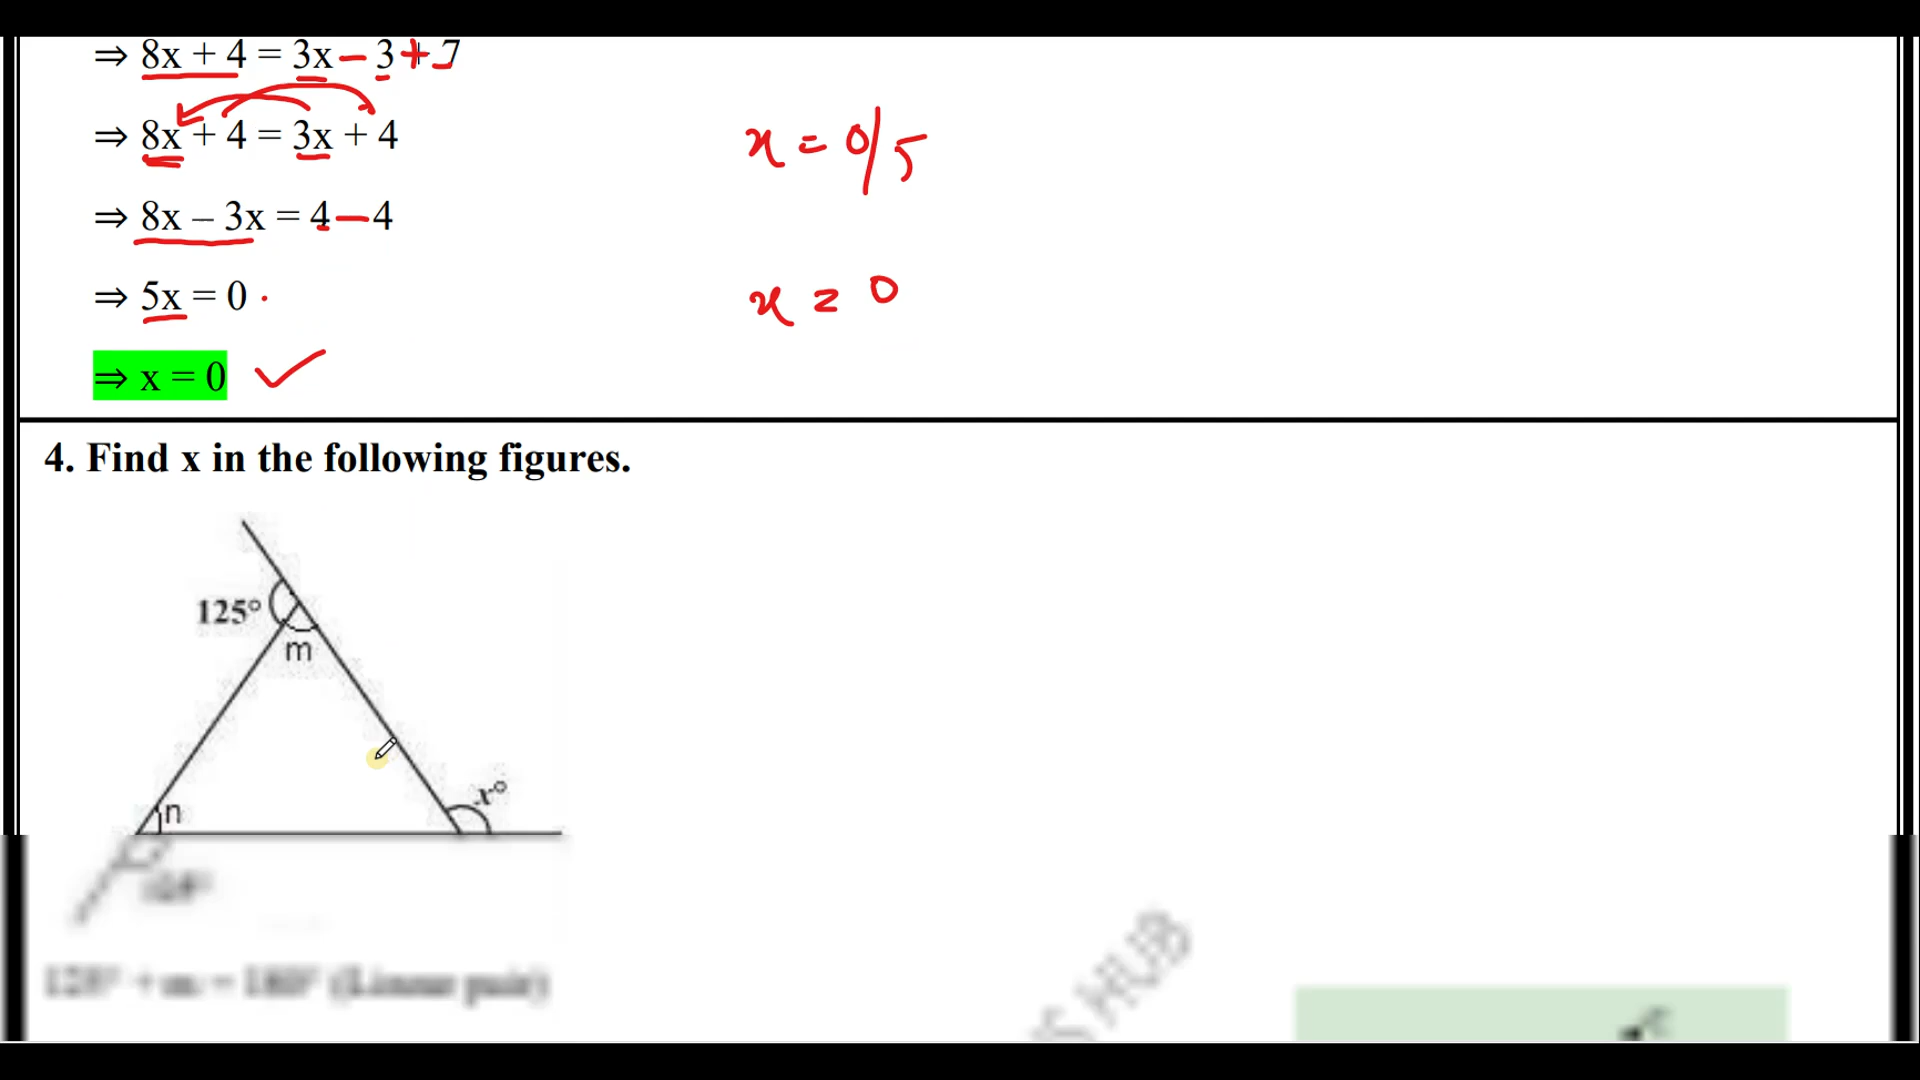 ⇒ 8x + 4 = 3x – 3 + 7
⇒ 8x + 4 = 3x + 4
⇒ 8x – 3x = 4 – 4
⇒ 5x = 0
⇒ x = 0
x = 0/5
x = 0
4. Find x in the following figures.
125°
m
n
x°